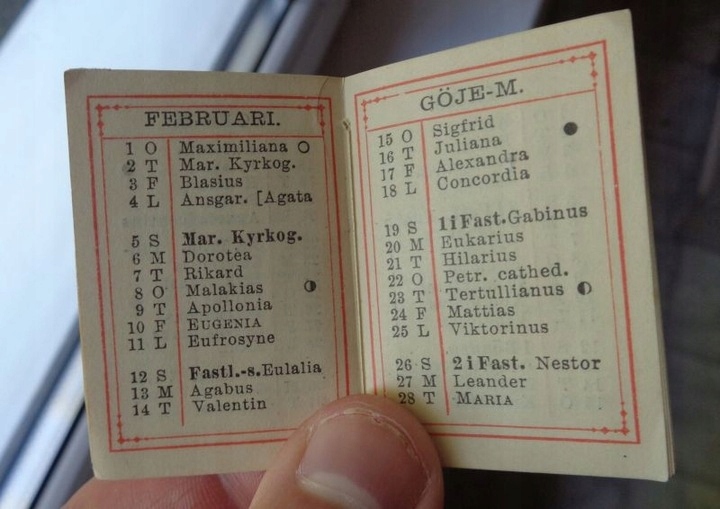 FEBRUARI.
1 O Maximiliana ○
2 T Mar. Kyrkog.
3 F Blasius
4 L Ansgar. [Agata
5 S Mar. Kyrkog.
6 M Dorotea
7 T Rikard
8 O Malakias ◑
9 T Apollonia
10 F EUGENIA
11 L Eufrosyne
12 S Fastl.-s. Eulalia
13 M Agabus
14 T Valentin
GÖJE-M.
15 O Sigfrid
16 T Juliana ●
17 F Alexandra
18 L Concordia
19 S 1 i Fast. Gabinus
20 M Eukarius
21 T Hilarius
22 O Petr. cathed.
23 T Tertullianus ◐
24 F Mattias
25 L Viktorinus
26 S 2 i Fast. Nestor
27 M Leander
28 T MARIA